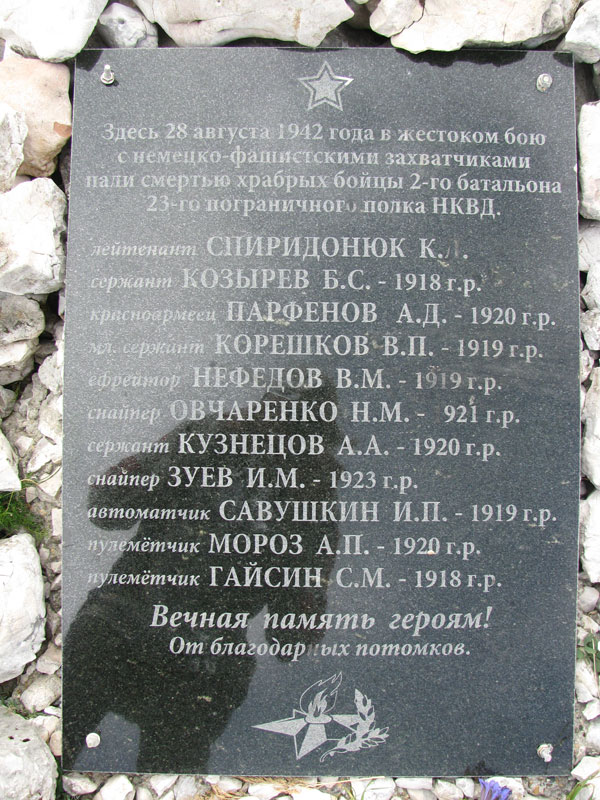 Здесь 28 августа 1942 года в жестоком бою
с немецко-фашистскими захватчиками
пали смертью храбрых бойцы 2-го батальона
23-го пограничного полка НКВД.
лейтенант СПИРИДОНЮК К.Л.
сержант КОЗЫРЕВ Б.С. - 1918 г.р.
красноармеец ПАРФЕНОВ А.Д. - 1920 г.р.
мл. сержант КОРЕШКОВ В.П. - 1919 г.р.
ефрейтор НЕФЕДОВ В.М. - 1919 г.р.
снайпер ОВЧАРЕНКО Н.М. - 921 г.р.
сержант КУЗНЕЦОВ А.А. - 1920 г.р.
снайпер ЗУЕВ И.М. - 1923 г.р.
автоматчик САВУШКИН И.П. - 1919 г.р.
пулемётчик МОРОЗ А.П. - 1920 г.р.
пулемётчик ГАЙСИН С.М. - 1918 г.р.
Вечная память героям!
От благодарных потомков.